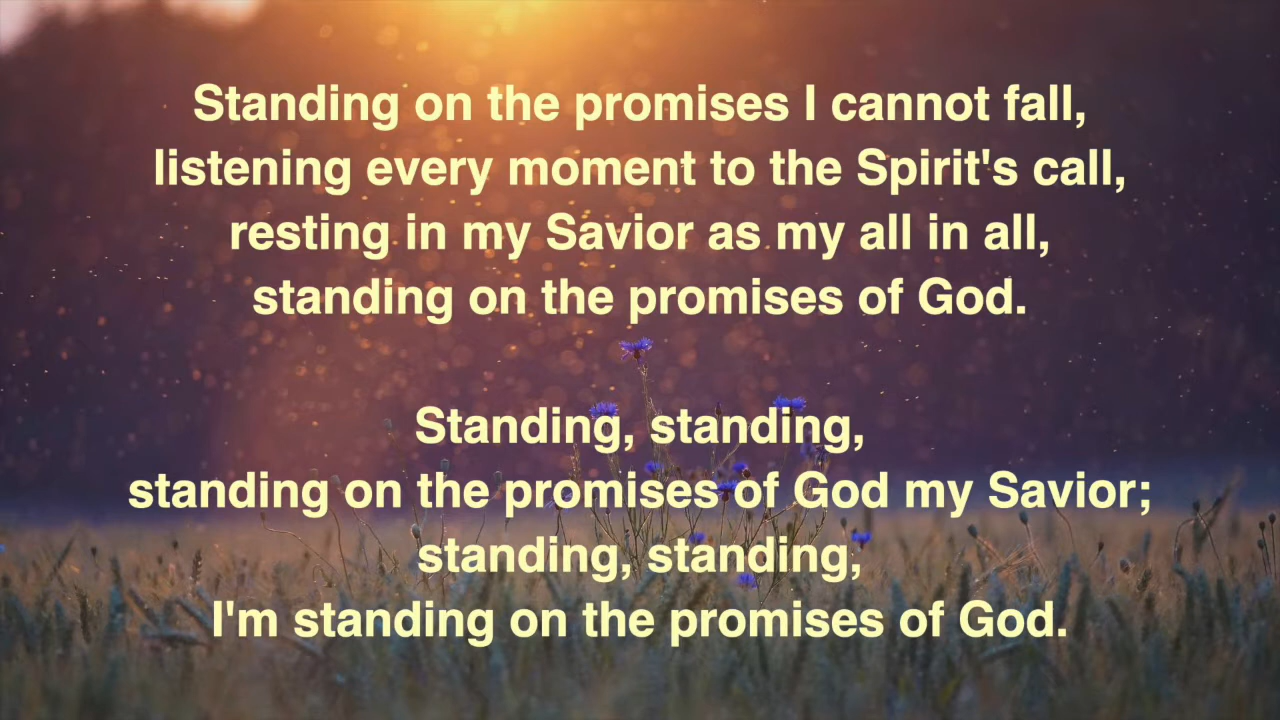 Standing on the promises I cannot fall,
listening every moment to the Spirit's call,
resting in my Savior as my all in all,
standing on the promises of God.
Standing, standing,
standing on the promises of God my Savior;
standing, standing,
I'm standing on the promises of God.